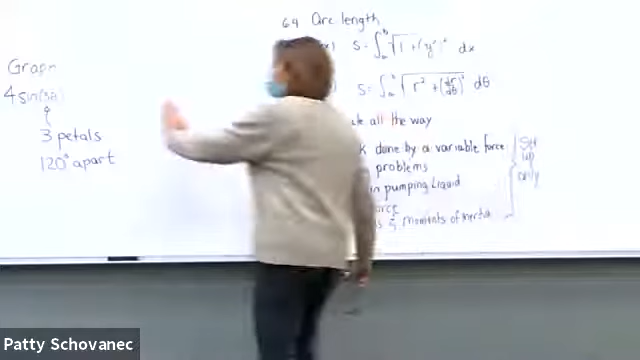 Graph
4 sin(3θ)
3 petals
120° apart
6.4 Arc length
S = ∫ₐᵇ √1 + (y')² dx
S = ∫ₐᵇ √r² + (dr/dθ)² dθ
all the way
done by a variable force
problems
in pumping Liquid
& Moments of Inertia
Set
up
only
Patty Schovanec